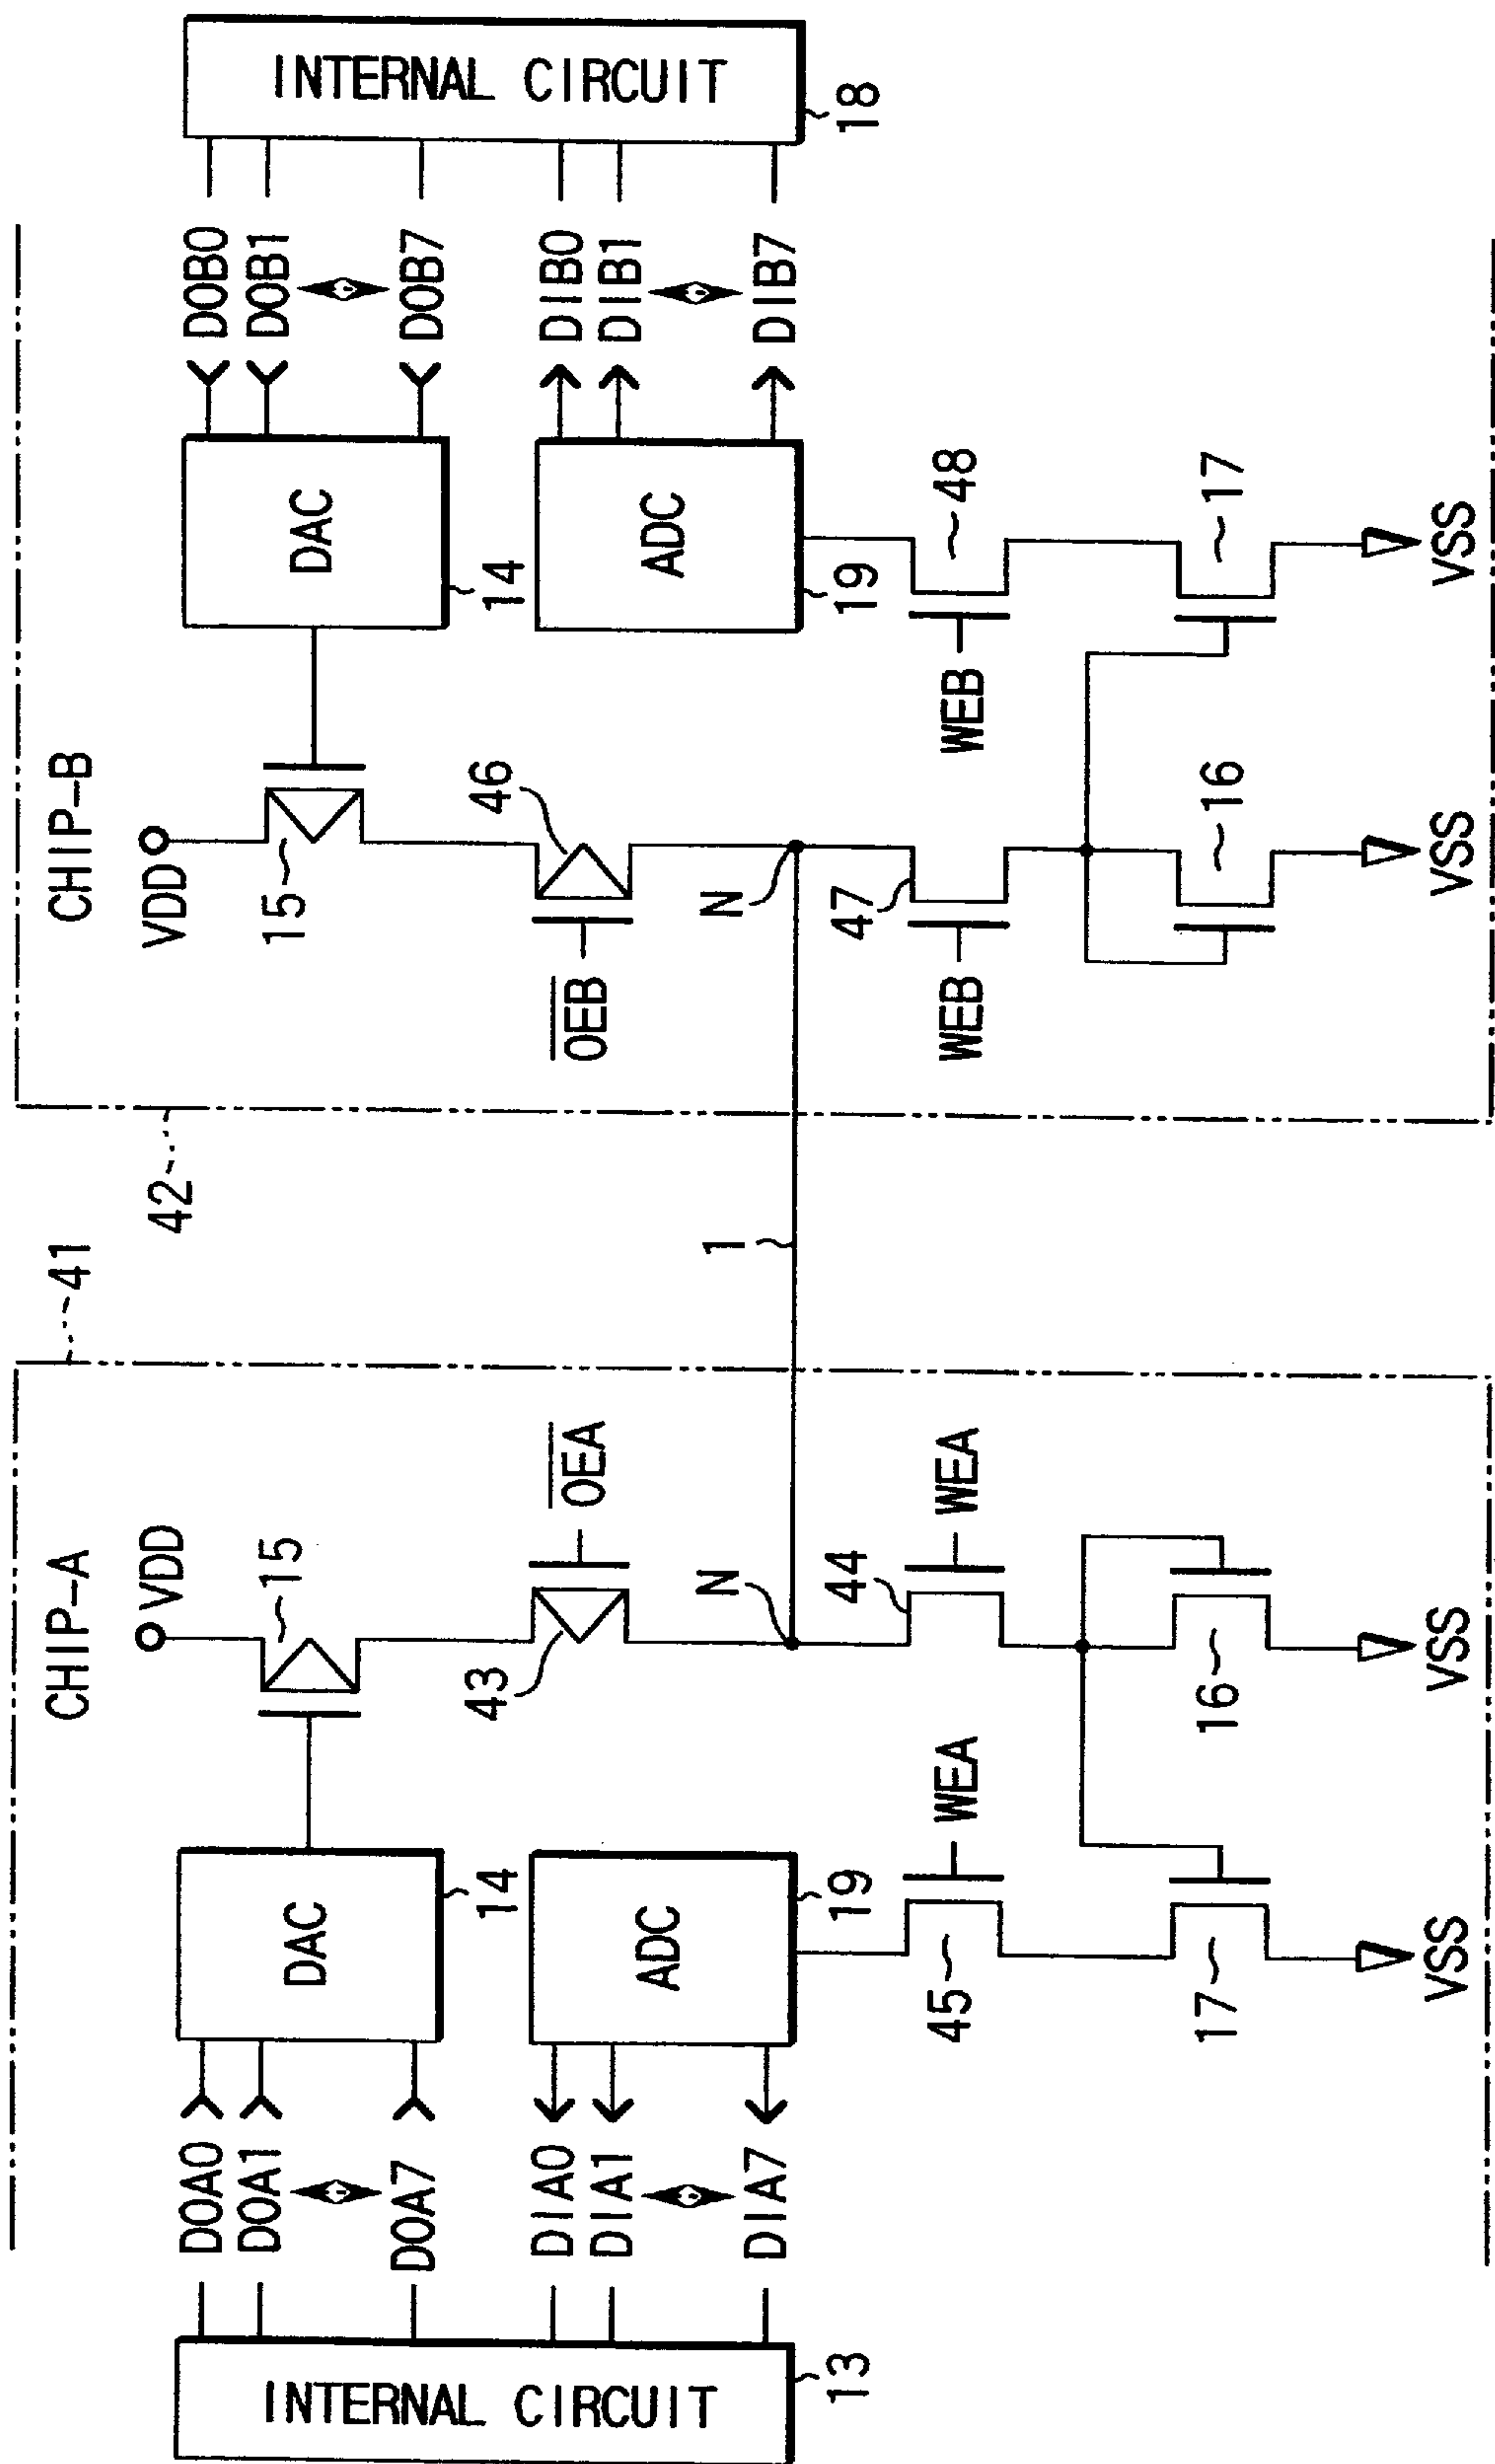 CHIP-A
41
42
CHIP-B
VDD
VDD
INTERNAL CIRCUIT
13
DOA0
DOA1
DOA7
DIA0
DIA1
DIA7
DAC
14
ADC
19
15
43
OEA
N
44
WEA
WEA
45
16
17
VSS
VSS
1
15
46
OEB
N
47
WEB
WEB
48
16
17
VSS
VSS
DAC
14
ADC
19
DOB0
DOB1
DOB7
DIB0
DIB1
DIB7
INTERNAL CIRCUIT
18